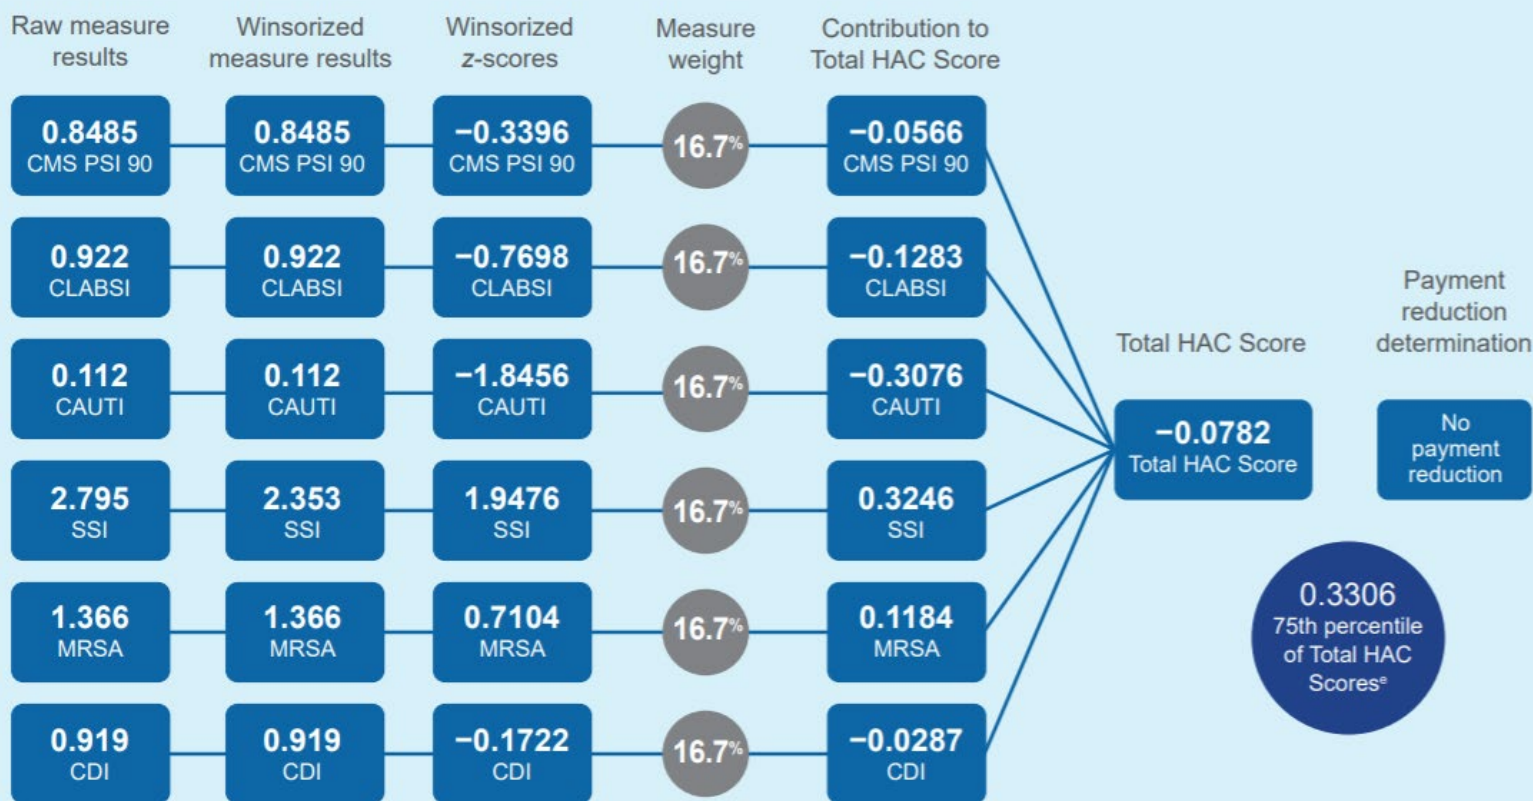 Raw measure
results
Winsorized
measure results
Winsorized
z-scores
Measure
weight
Contribution to
Total HAC Score
0.8485
CMS PSI 90
0.8485
CMS PSI 90
−0.3396
CMS PSI 90
16.7%
−0.0566
CMS PSI 90
0.922
CLABSI
0.922
CLABSI
−0.7698
CLABSI
16.7%
−0.1283
CLABSI
0.112
CAUTI
0.112
CAUTI
−1.8456
CAUTI
16.7%
−0.3076
CAUTI
2.795
SSI
2.353
SSI
1.9476
SSI
16.7%
0.3246
SSI
1.366
MRSA
1.366
MRSA
0.7104
MRSA
16.7%
0.1184
MRSA
0.919
CDI
0.919
CDI
−0.1722
CDI
16.7%
−0.0287
CDI
Total HAC Score
−0.0782
Total HAC Score
Payment
reduction
determination
No
payment
reduction
0.3306
75th percentile
of Total HAC
Scoresᵉ